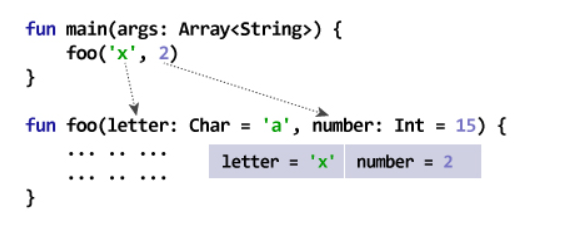 fun main(args: Array<String>) {
    foo('x', 2)
}
fun foo(letter: Char = 'a', number: Int = 15) {
    ... .. ...
    ... .. ... letter = 'x' number = 2
}